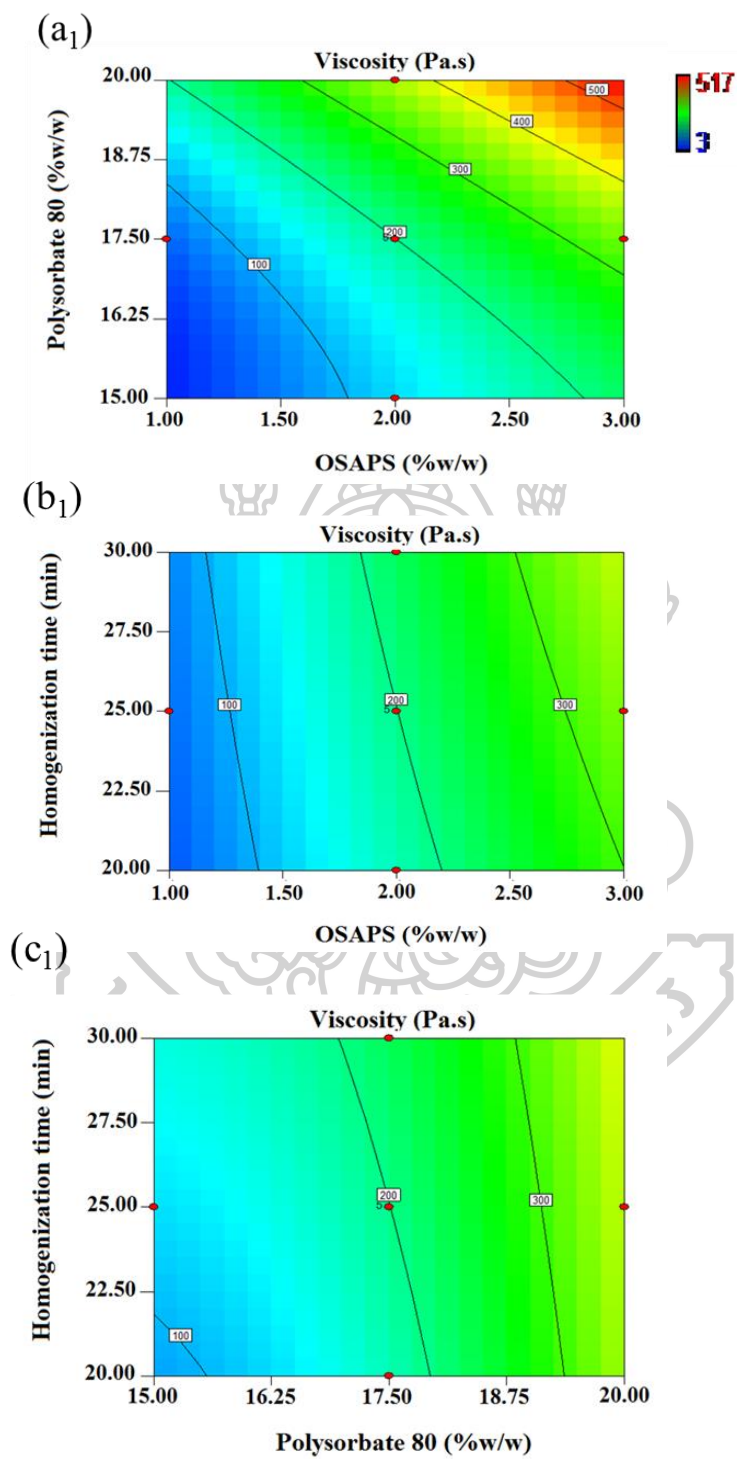 (a1)
Viscosity (Pa.s)
20.00
18.75
17.50
16.25
15.00
Polysorbate 80 (%w/w)
500
400
300
200
5
100
1.00 1.50 2.00 2.50 3.00
OSAPS (%w/w)
517
3
(b1)
Viscosity (Pa.s)
30.00
27.50
25.00
22.50
20.00
Homogenization time (min)
100
200
5
300
1.00 1.50 2.00 2.50 3.00
OSAPS (%w/w)
(c1)
Viscosity (Pa.s)
30.00
27.50
25.00
22.50
20.00
Homogenization time (min)
200
5
300
100
15.00 16.25 17.50 18.75 20.00
Polysorbate 80 (%w/w)